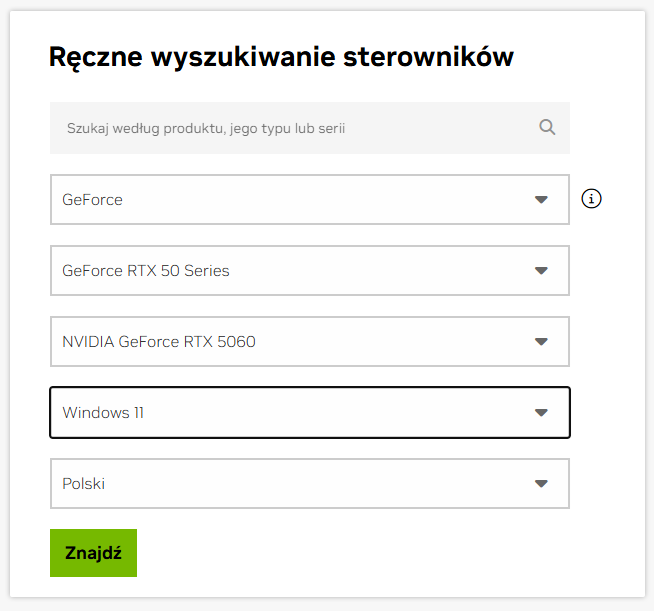 Ręczne wyszukiwanie sterowników
Szukaj według produktu, jego typu lub serii
GeForce
GeForce RTX 50 Series
NVIDIA GeForce RTX 5060
Windows 11
Polski
Znajdź